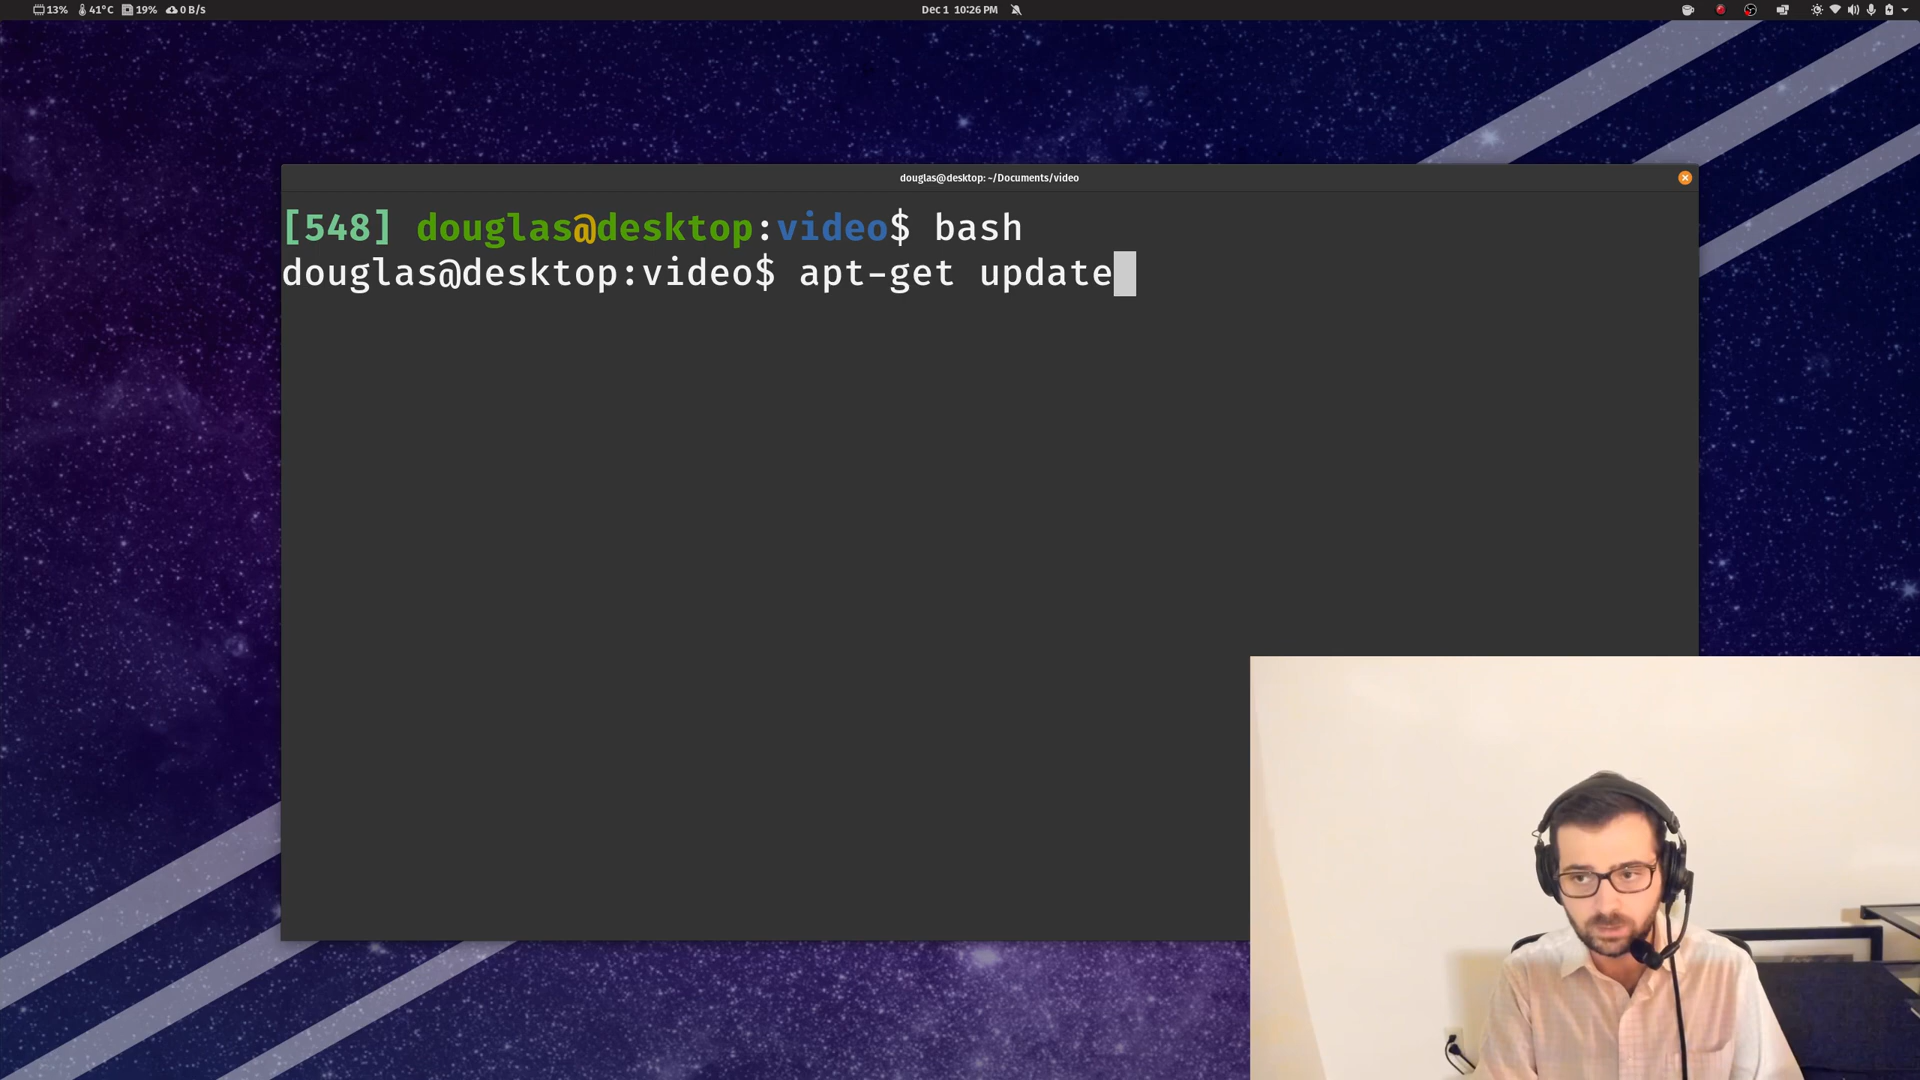 13% 41°C 19% 0 B/s
Dec 1 10:26 PM
douglas@desktop: ~/Documents/video
[548] douglas@desktop:video$ bash
douglas@desktop:video$ apt-get update